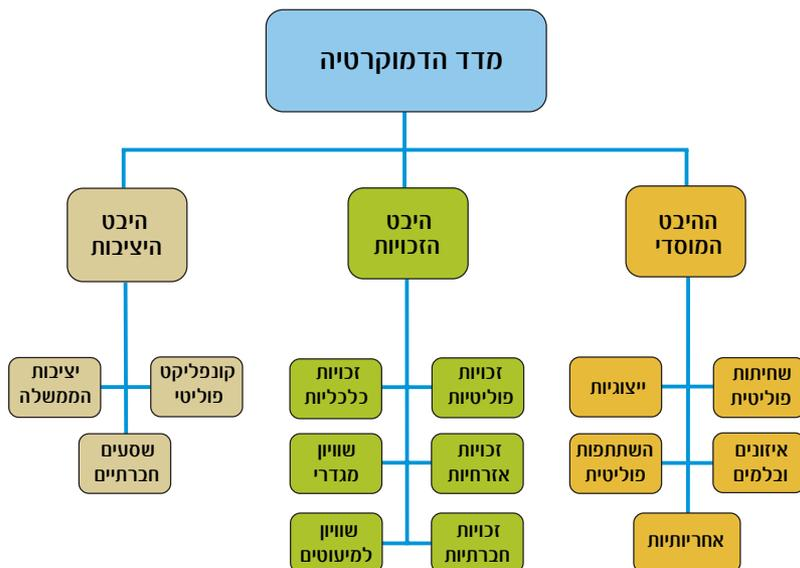 מדד הדמוקרטיה
ההיבט
המוסדי
היבט
הזכויות
היבט
היציבות
שחיתות
פוליטית
ייצוגיות
איזונים
ובלמים
השתתפות
פוליטית
אחריותיות
זכויות
פוליטיות
זכויות
כלכליות
זכויות
אזרחיות
שוויון
מגדרי
זכויות
חברתיות
שוויון
למיעוטים
קונפליקט
פוליטי
יציבות
הממשלה
שסעים
חברתיים